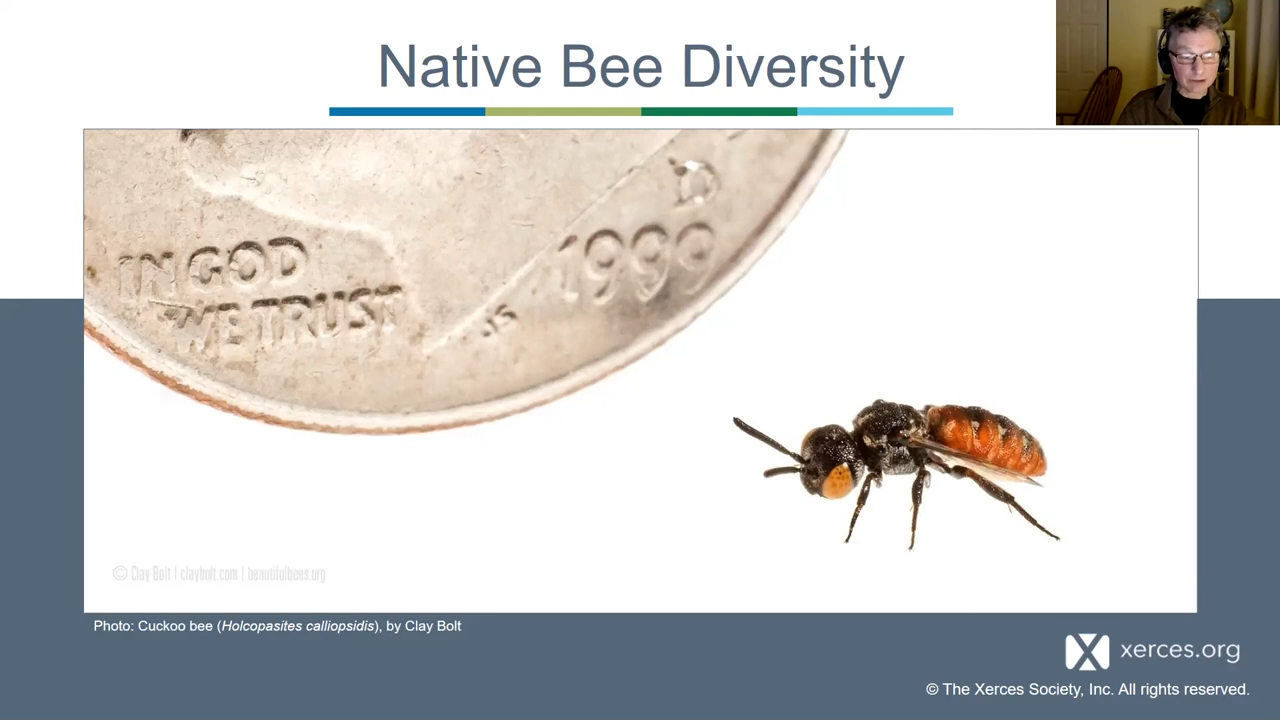 Native Bee Diversity
D
1999
IN GOD
WE TRUST
JS
© Clay Bolt | claybolt.com | beautifulbees.org
Photo: Cuckoo bee (Holcopasites calliopsidis), by Clay Bolt
xerces.org
© The Xerces Society, Inc. All rights reserved.